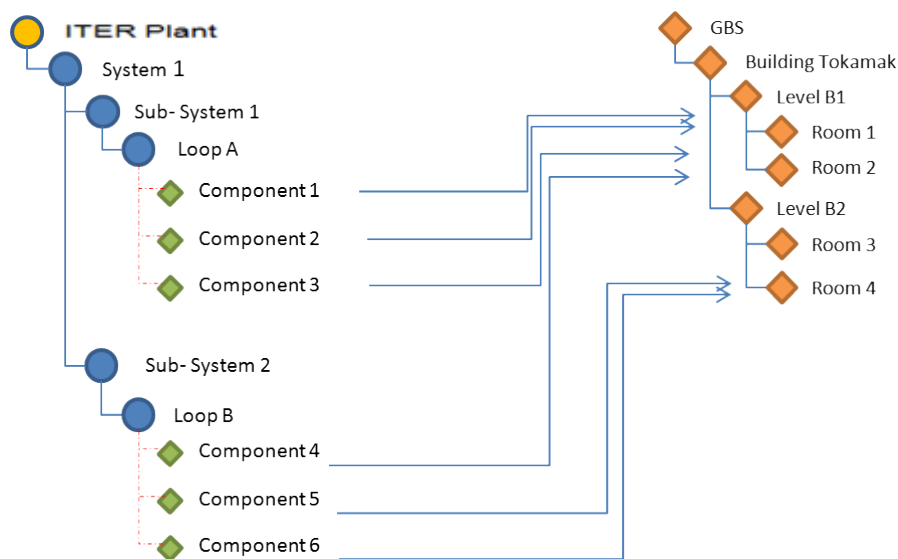 ITER Plant
System 1
Sub- System 1
Loop A
Component 1
Component 2
Component 3
Sub- System 2
Loop B
Component 4
Component 5
Component 6
GBS
Building Tokamak
Level B1
Room 1
Room 2
Level B2
Room 3
Room 4